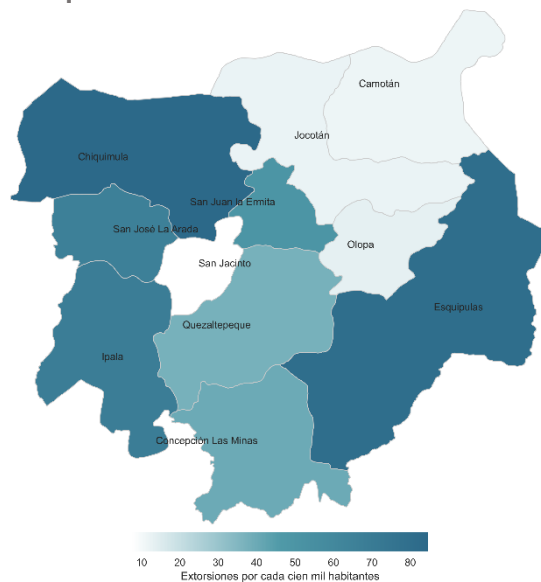 Camotán
Jocotán
Chiquimula
San Juan la Ermita
San José La Arada
Olopa
San Jacinto
Esquipulas
Quezaltepeque
Ipala
Concepción Las Minas
10 20 30 40 50 60 70 80
Extorsiones por cada cien mil habitantes